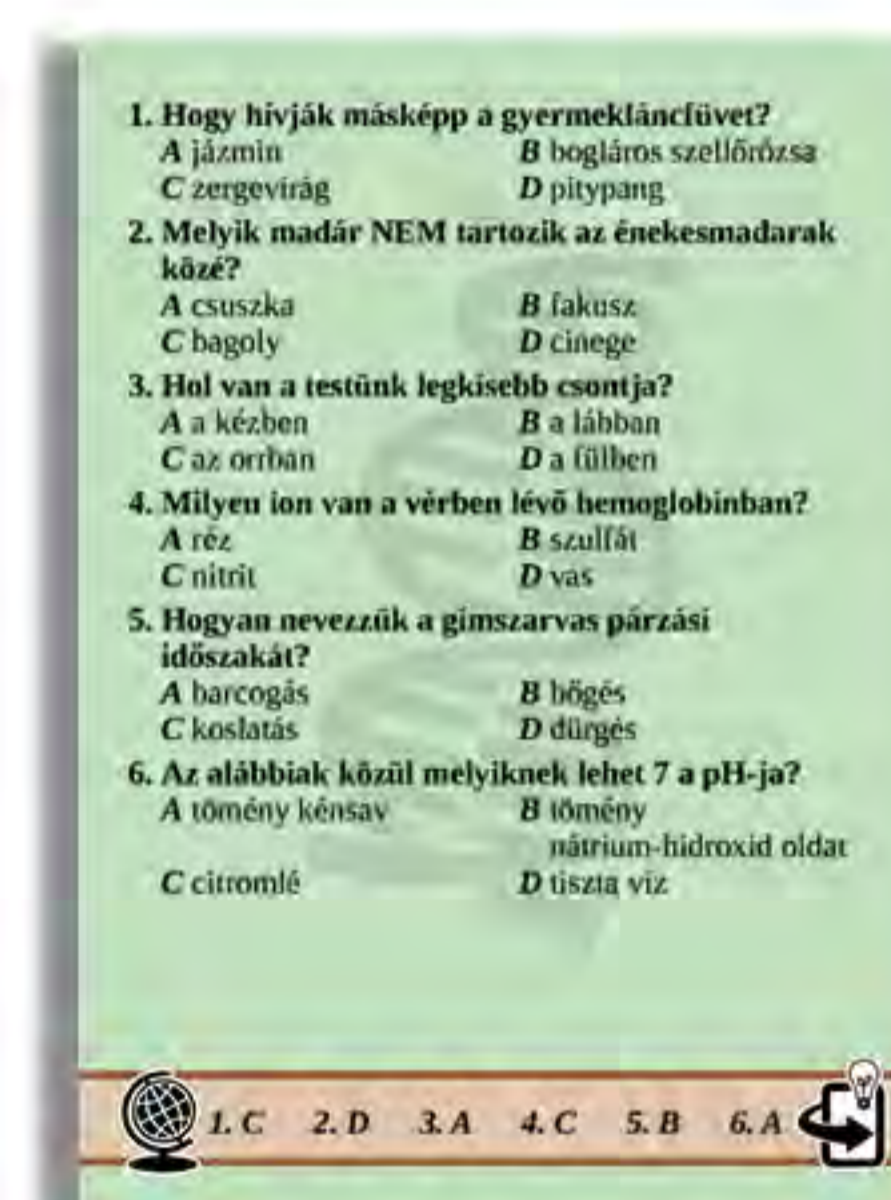 1. Hogy hívják másképp a gyermekláncfüvet?
A jázmin B bogláros szellőrózsa
C zergevirág D pitypang
2. Melyik madár NEM tartozik az énekesmadarak
közé?
A csuszka B fakusz
C bagoly D cinege
3. Hol van a testünk legkisebb csontja?
A a kézben B a lábban
C az orrban D a fülben
4. Milyen ion van a vérben lévő hemoglobinban?
A réz B szulfát
C nitrit D vas
5. Hogyan nevezzük a gímszarvas párzási
időszakát?
A barcogás B bőgés
C koslatás D dürgés
6. Az alábbiak közül melyiknek lehet 7 a pH-ja?
A tömény kénsav B tömény
nátrium-hidroxid oldat
C citromlé D tiszta víz
1. C 2. D 3. A 4. C 5. B 6. A